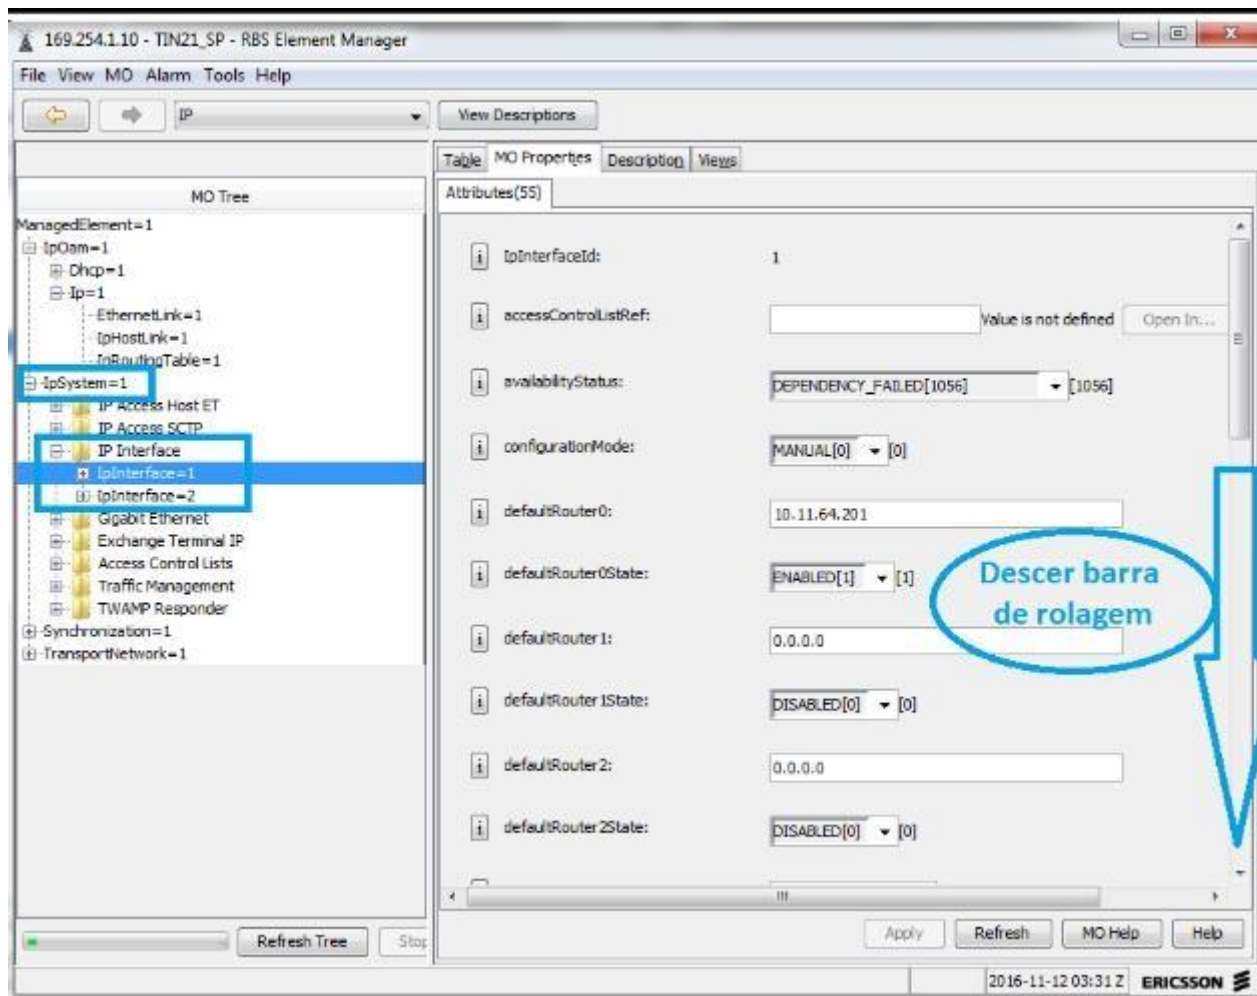 169.254.1.10 - TIN21_SP - RBS Element Manager
File View MO Alarm Tools Help
IP
View Descriptions
Table MO Properties Description Views
MO Tree
Attributes(55)
ManagedElement=1
IpOam=1
Dhcp=1
Ip=1
EthernetLink=1
IpHostLink=1
IpRoutingTable=1
IpSystem=1
IP Access Host ET
IP Access SCTP
IP Interface
IpInterface=1
IpInterface=2
Gigabit Ethernet
Exchange Terminal IP
Access Control Lists
Traffic Management
TWAMP Responder
Synchronization=1
TransportNetwork=1
IpInterfaceId: 1
accessControlListRef: Value is not defined Open In...
availabilityStatus: DEPENDENCY_FAILED[1056] [1056]
configurationMode: MANUAL[0] [0]
defaultRouter0: 10.11.64.201
defaultRouter0State: ENABLED[1] [1]
defaultRouter1: 0.0.0.0
defaultRouter1State: DISABLED[0] [0]
defaultRouter2: 0.0.0.0
defaultRouter2State: DISABLED[0] [0]
Descer barra
de rolagem
Refresh Tree Stop
Apply Refresh MO Help Help
2016-11-12 03:31 Z ERICSSON